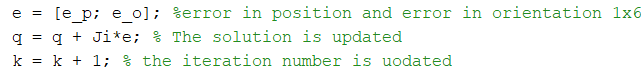 e = [e_p; e_o]; %error in position and error in orientation 1x6
q = q + Ji*e; % The solution is updated
k = k + 1; % the iteration number is uodated